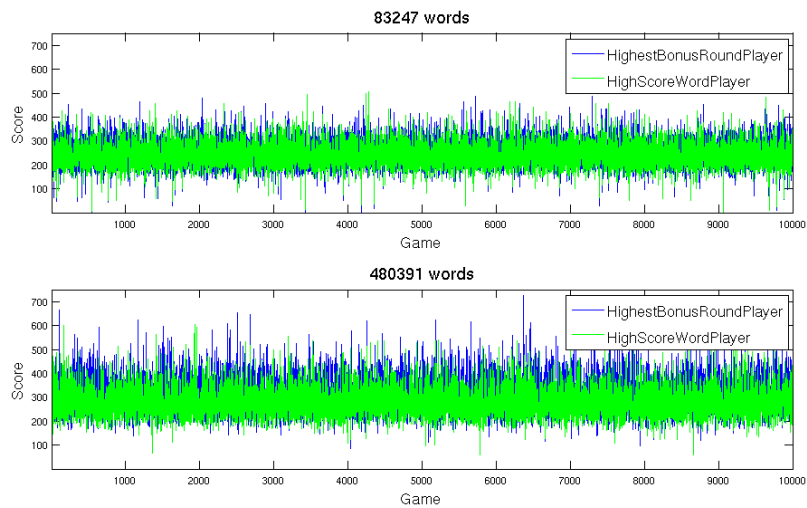 83247 words
700
600
500
400
300
200
100
Score
HighestBonusRoundPlayer
HighScoreWordPlayer
1000 2000 3000 4000 5000 6000 7000 8000 9000 10000
Game
480391 words
700
600
500
400
300
200
100
Score
HighestBonusRoundPlayer
HighScoreWordPlayer
1000 2000 3000 4000 5000 6000 7000 8000 9000 10000
Game